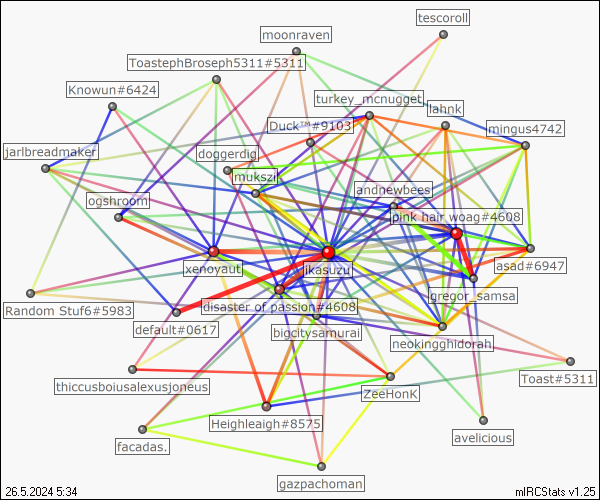 tescoroll
moonraven
ToastephBroseph5311#5311
Knowun#6424
turkey_mcnugget
lahnk
Duck™#9103
mingus4742
jarlbreadmaker
doggerdig
mukszi
andnewbees
ogshroom
pink hair woag#4608
xenoyaut
jkasuzu
asad#6947
gregor_samsa
Random Stuf6#5983
disaster of passion#4608
default#0617
bigcitysamurai
neokingghidorah
Toast#5311
thiccusboiusalexusjoneus
ZeeHonK
Heighleaigh#8575
avelicious
facadas.
gazpachoman
26.5.2024 5:34
mIRCStats v1.25